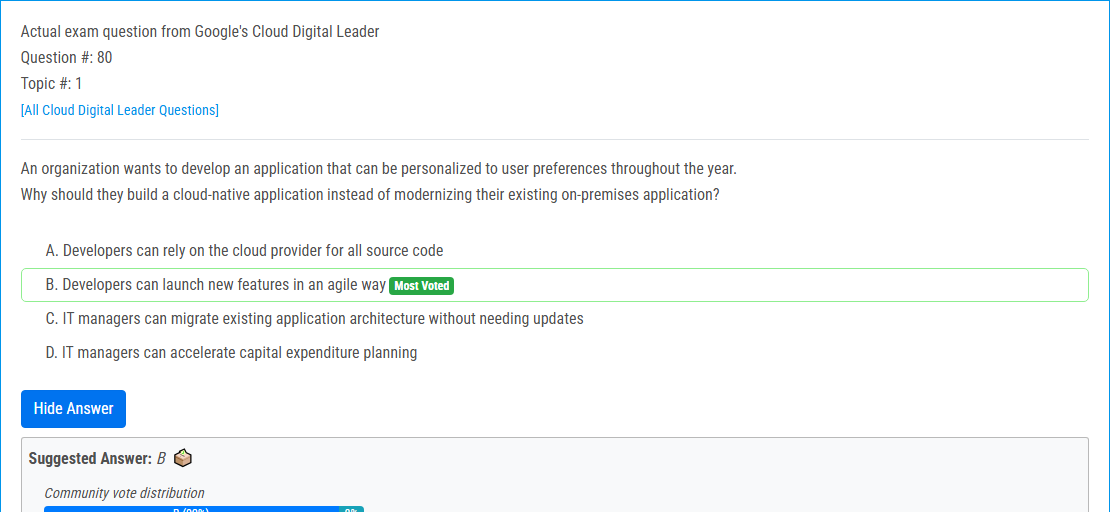 Actual exam question from Google's Cloud Digital Leader
Question #: 80
Topic #: 1
[All Cloud Digital Leader Questions]
An organization wants to develop an application that can be personalized to user preferences throughout the year.
Why should they build a cloud-native application instead of modernizing their existing on-premises application?
A. Developers can rely on the cloud provider for all source code
B. Developers can launch new features in an agile way Most Voted
C. IT managers can migrate existing application architecture without needing updates
D. IT managers can accelerate capital expenditure planning
Hide Answer
Suggested Answer: B
Community vote distribution